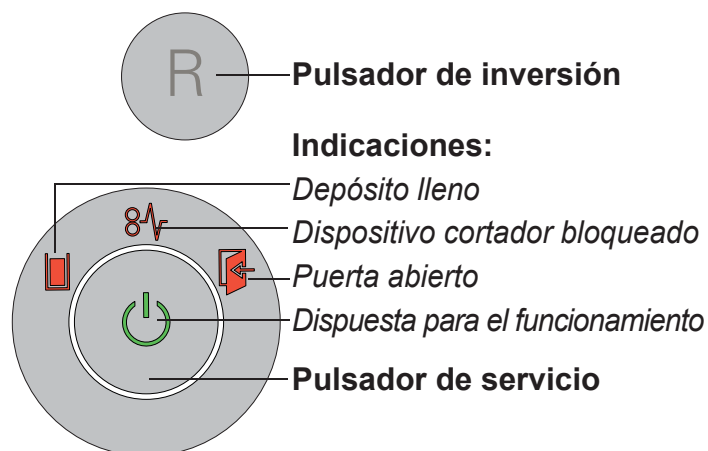 R
Pulsador de inversión
Indicaciones:
Depósito lleno
Dispositivo cortador bloqueado
Puerta abierto
Dispuesta para el funcionamiento
Pulsador de servicio